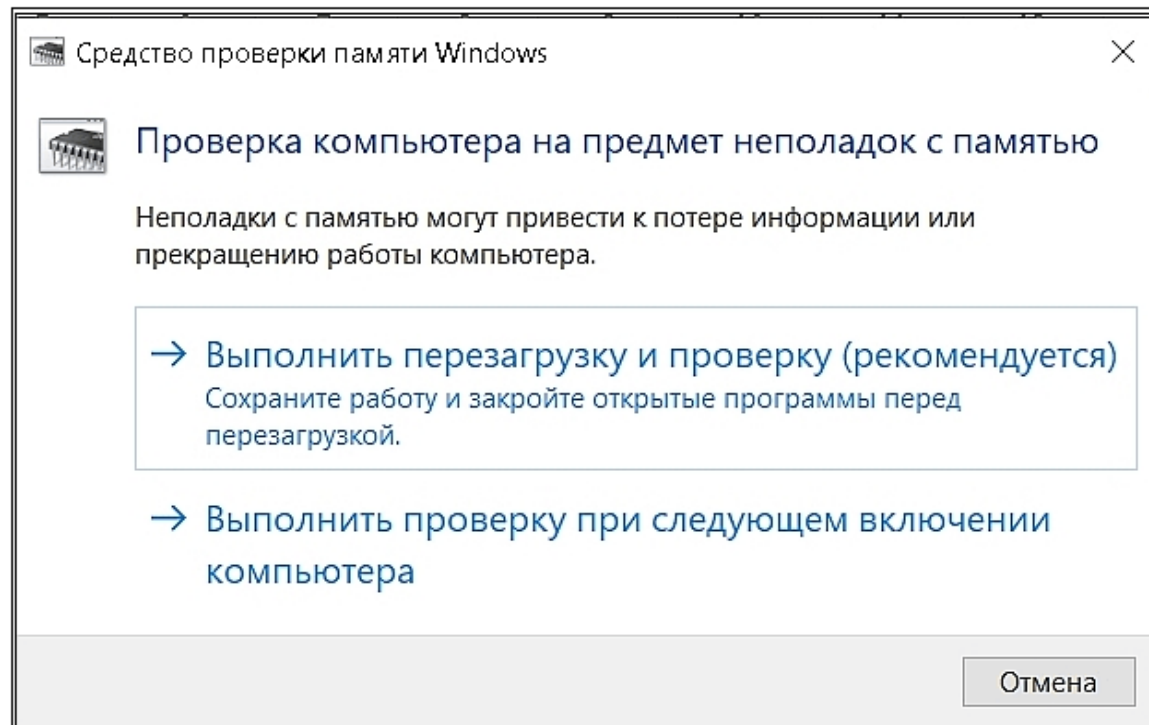 Средство проверки памяти Windows
Проверка компьютера на предмет неполадок с памятью
Неполадки с памятью могут привести к потере информации или
прекращению работы компьютера.
→ Выполнить перезагрузку и проверку (рекомендуется)
Сохраните работу и закройте открытые программы перед
перезагрузкой.
→ Выполнить проверку при следующем включении
компьютера
Отмена